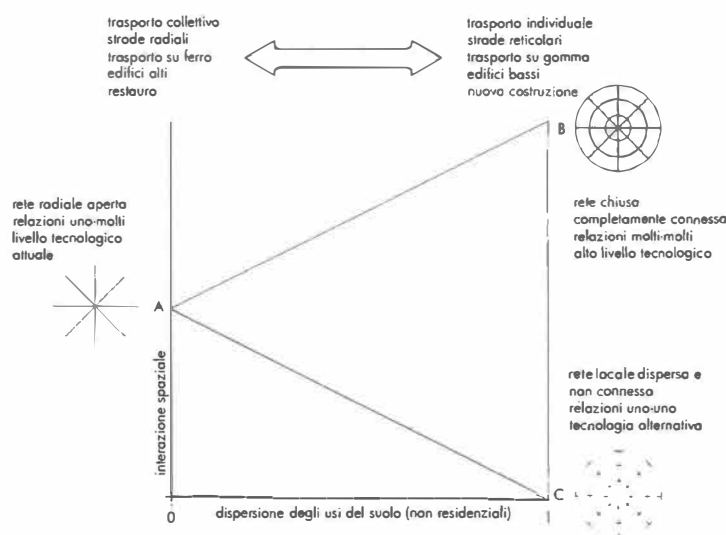 trasporto collettivo
strade radiali
trasporto su ferro
edifici alti
restauro
trasporto individuale
strade reticolari
trasporto su gomma
edifici bassi
nuova costruzione
B
rete radiale aperta
relazioni uno-molti
livello tecnologico
attuale
rete chiusa
completamente connessa
relazioni molti-molti
alto livello tecnologico
A
interazione spaziale
rete locale dispersa e
non connessa
relazioni uno-uno
tecnologia alternativa
C
0
dispersione degli usi del suolo (non residenziali)
1